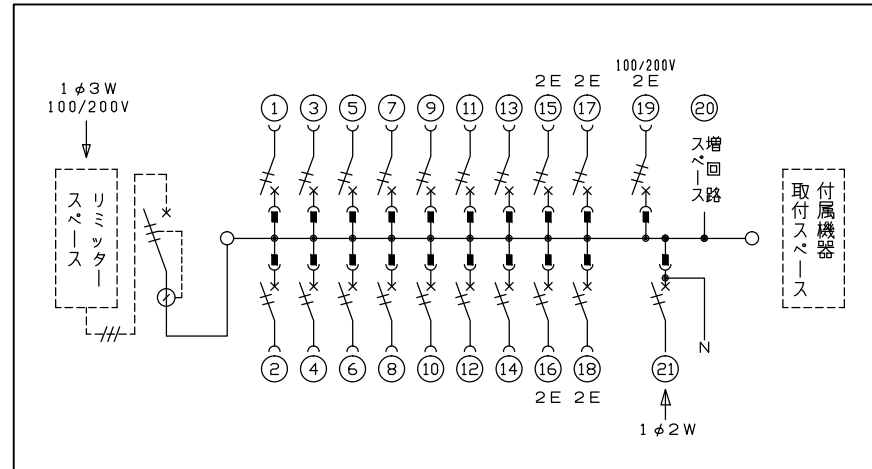 1φ3W
100/200V
リミッター
スペース
100/200V
2E 2E 2E
① ③ ⑤ ⑦ ⑨ ⑪ ⑬ ⑮ ⑰ ⑲ ⑳
増回路
スペース
付属機器
取付スペース
N
② ④ ⑥ ⑧ ⑩ ⑫ ⑭ ⑯ ⑱ ㉑
2E 2E
1φ2W